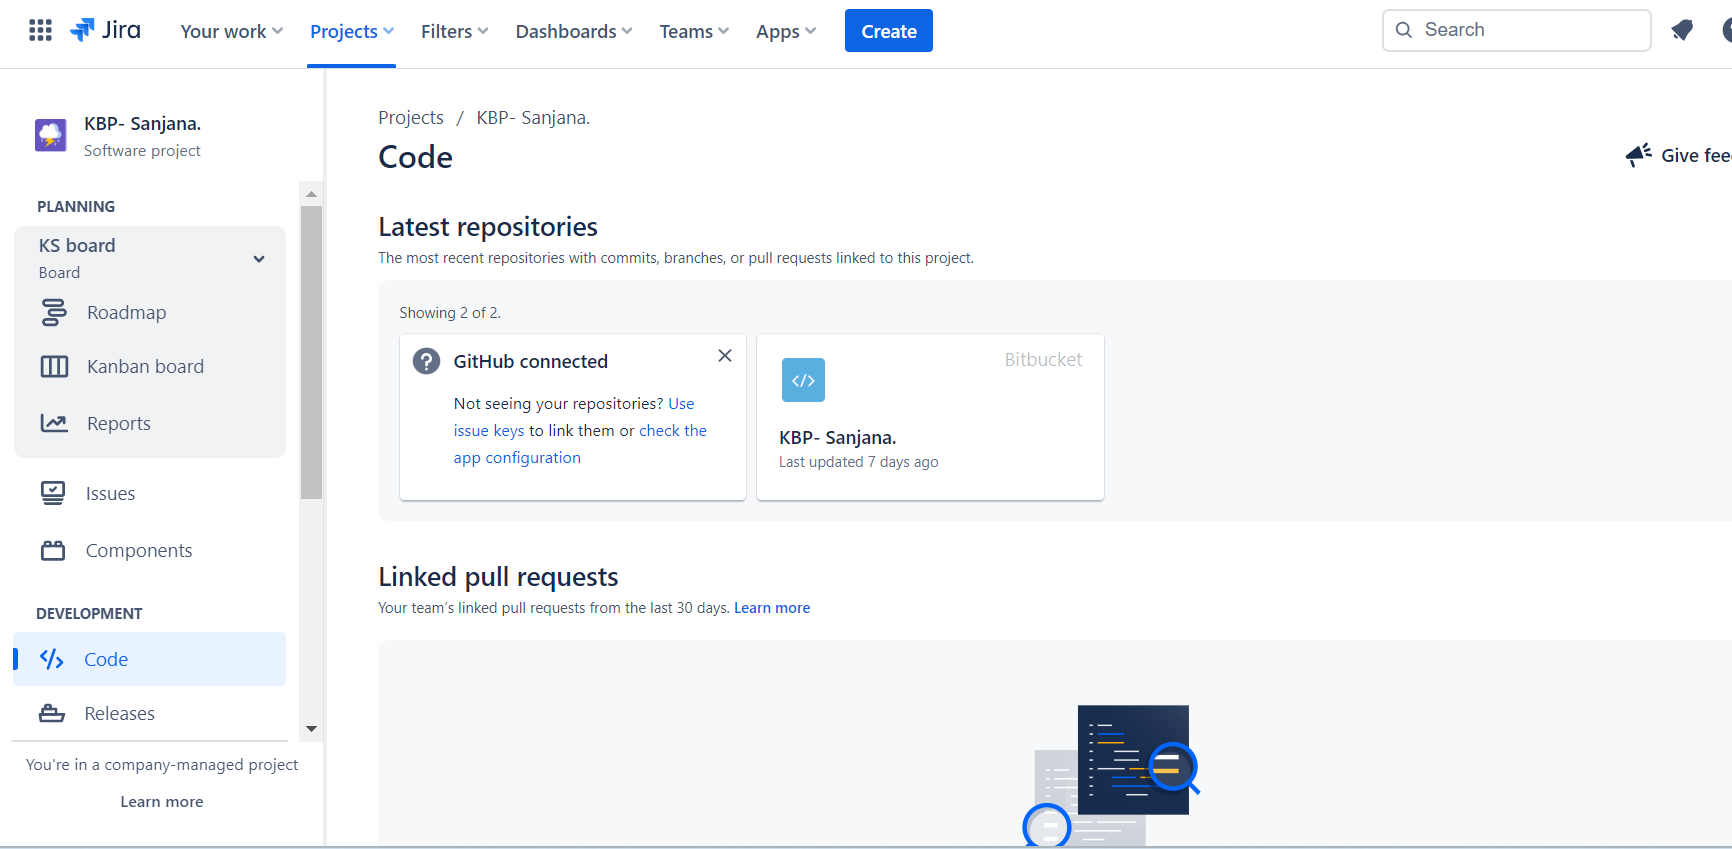 Jira
Your work
Projects
Filters
Dashboards
Teams
Apps
Create
Search
KBP- Sanjana.
Software project
PLANNING
KS board
Board
Roadmap
Kanban board
Reports
Issues
Components
DEVELOPMENT
Code
Releases
You're in a company-managed project
Learn more
Projects / KBP- Sanjana.
Code
Give fee
Latest repositories
The most recent repositories with commits, branches, or pull requests linked to this project.
Showing 2 of 2.
GitHub connected
Not seeing your repositories? Use
issue keys to link them or check the
app configuration
Bitbucket
KBP- Sanjana.
Last updated 7 days ago
Linked pull requests
Your team's linked pull requests from the last 30 days. Learn more